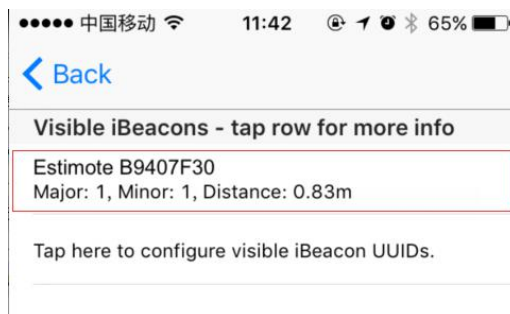 中国移动 11:42 65%
Back
Visible iBeacons - tap row for more info
Estimote B9407F30
Major: 1, Minor: 1, Distance: 0.83m
Tap here to configure visible iBeacon UUIDs.